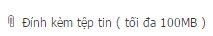 Đính kèm tệp tin ( tối đa 100MB )